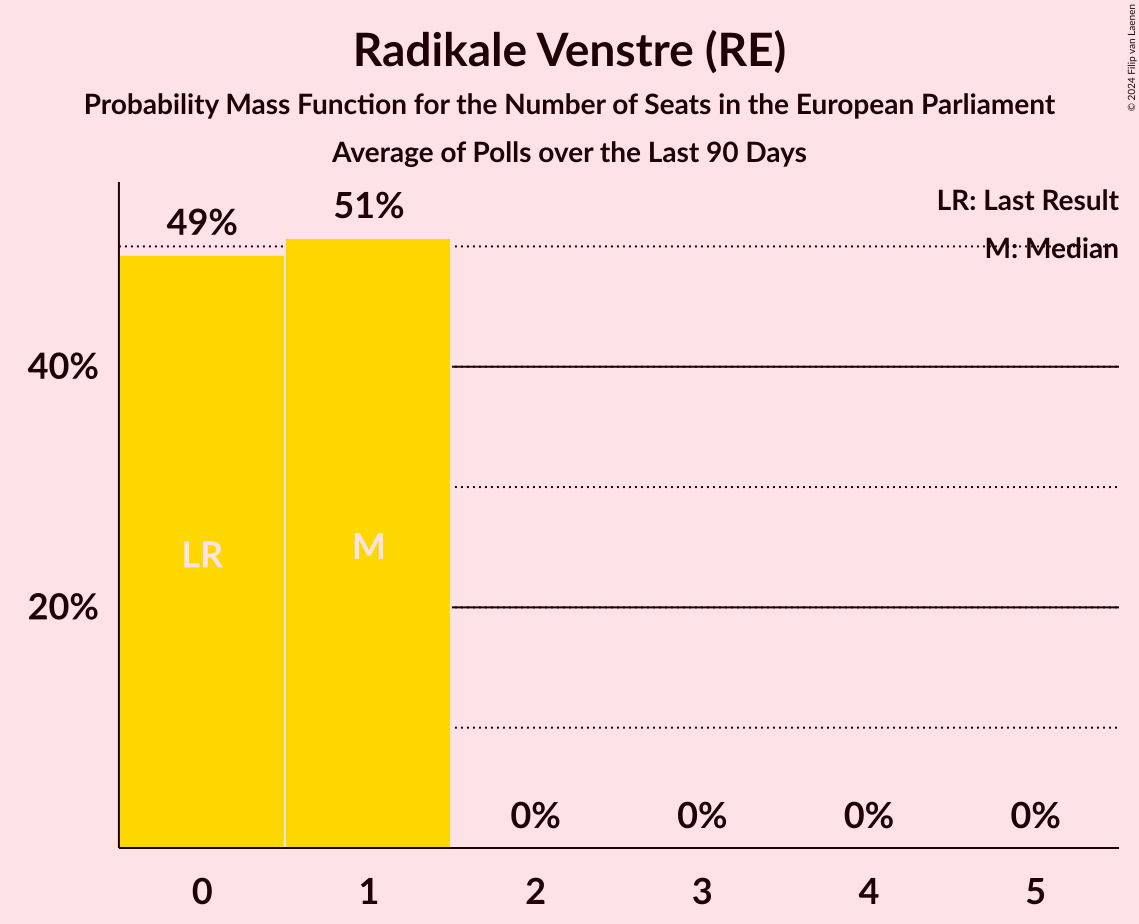 Radikale Venstre (RE)
Probability Mass Function for the Number of Seats in the European Parliament
Average of Polls over the Last 90 Days
© 2024 Filip van Laenen
LR: Last Result
M: Median
49%
51%
40%
20%
LR
M
0%
0%
0%
0%
0
1
2
3
4
5